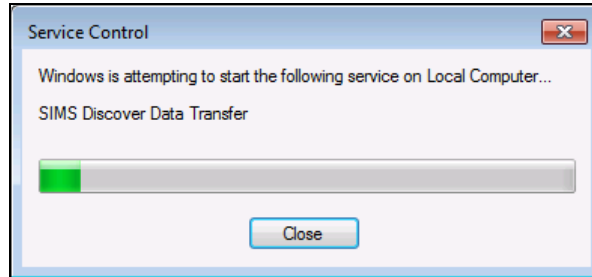 Service Control
Windows is attempting to start the following service on Local Computer...
SIMS Discover Data Transfer
Close